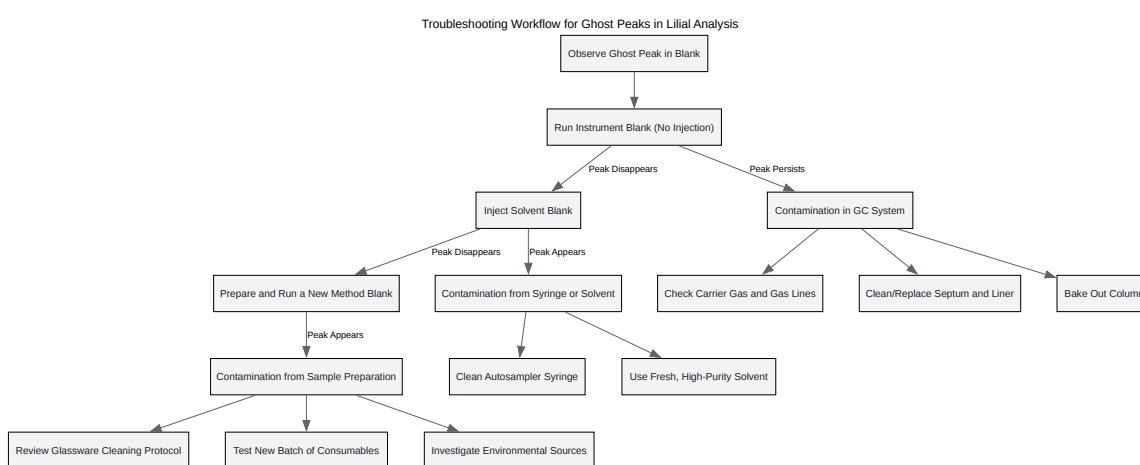 Troubleshooting Workflow for Ghost Peaks in Lilial Analysis
Observe Ghost Peak in Blank
Run Instrument Blank (No Injection)
Peak Disappears
Peak Persists
Inject Solvent Blank
Contamination in GC System
Peak Disappears
Peak Appears
Prepare and Run a New Method Blank
Contamination from Syringe or Solvent
Check Carrier Gas and Gas Lines
Clean/Replace Septum and Liner
Bake Out
Peak Appears
Contamination from Sample Preparation
Clean Autosampler Syringe
Use Fresh, High-Purity Solvent
Review Glassware Cleaning Protocol
Test New Batch of Consumables
Investigate Environmental Sources